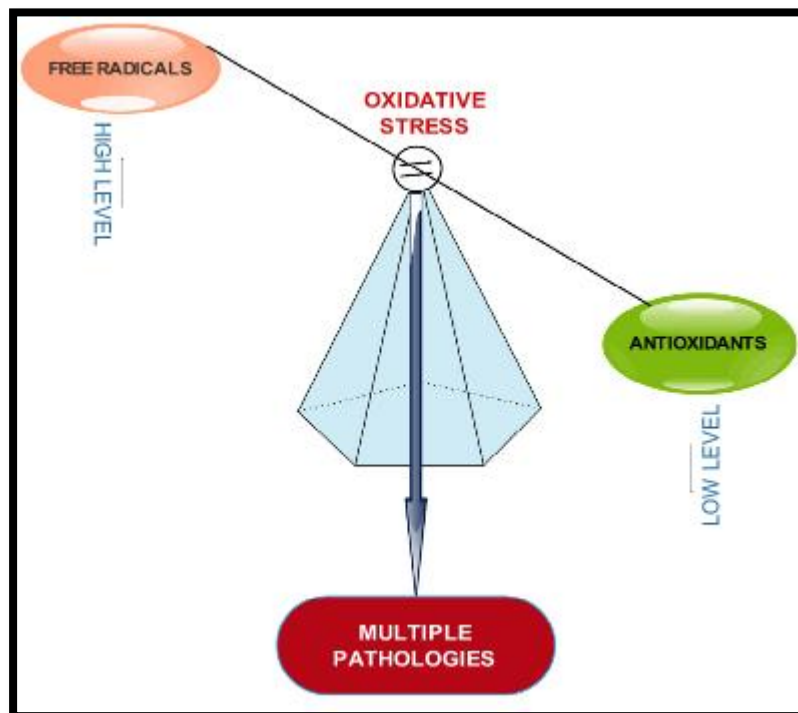 FREE RADICALS
HIGH LEVEL
OXIDATIVE
STRESS
ANTIOXIDANTS
LOW LEVEL
MULTIPLE
PATHOLOGIES